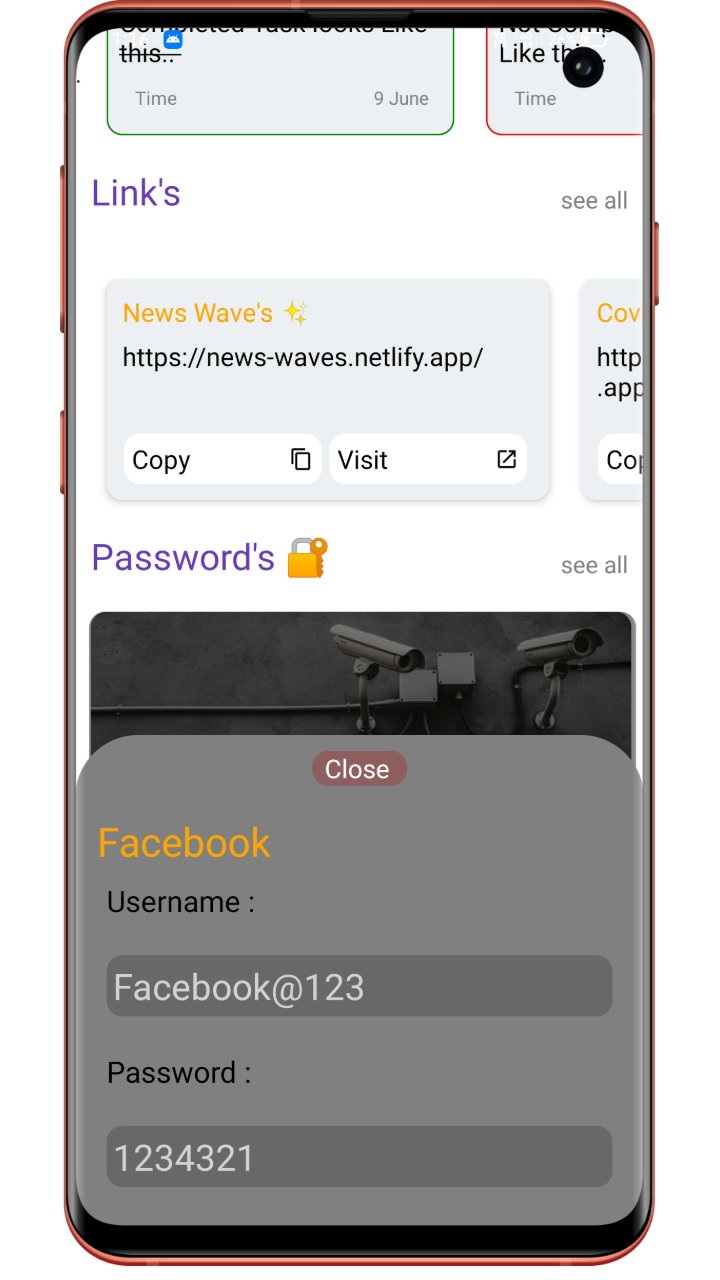 Completed Task looks Like
Not Comp
this..
Like th
Time
9 June
Time
Link's
see all
News Wave's ✨
Cov
https://news-waves.netlify.app/
http
.app
Copy
Visit
Cop
Password's 🔐
see all
Close
Facebook
Username :
Facebook@123
Password :
1234321